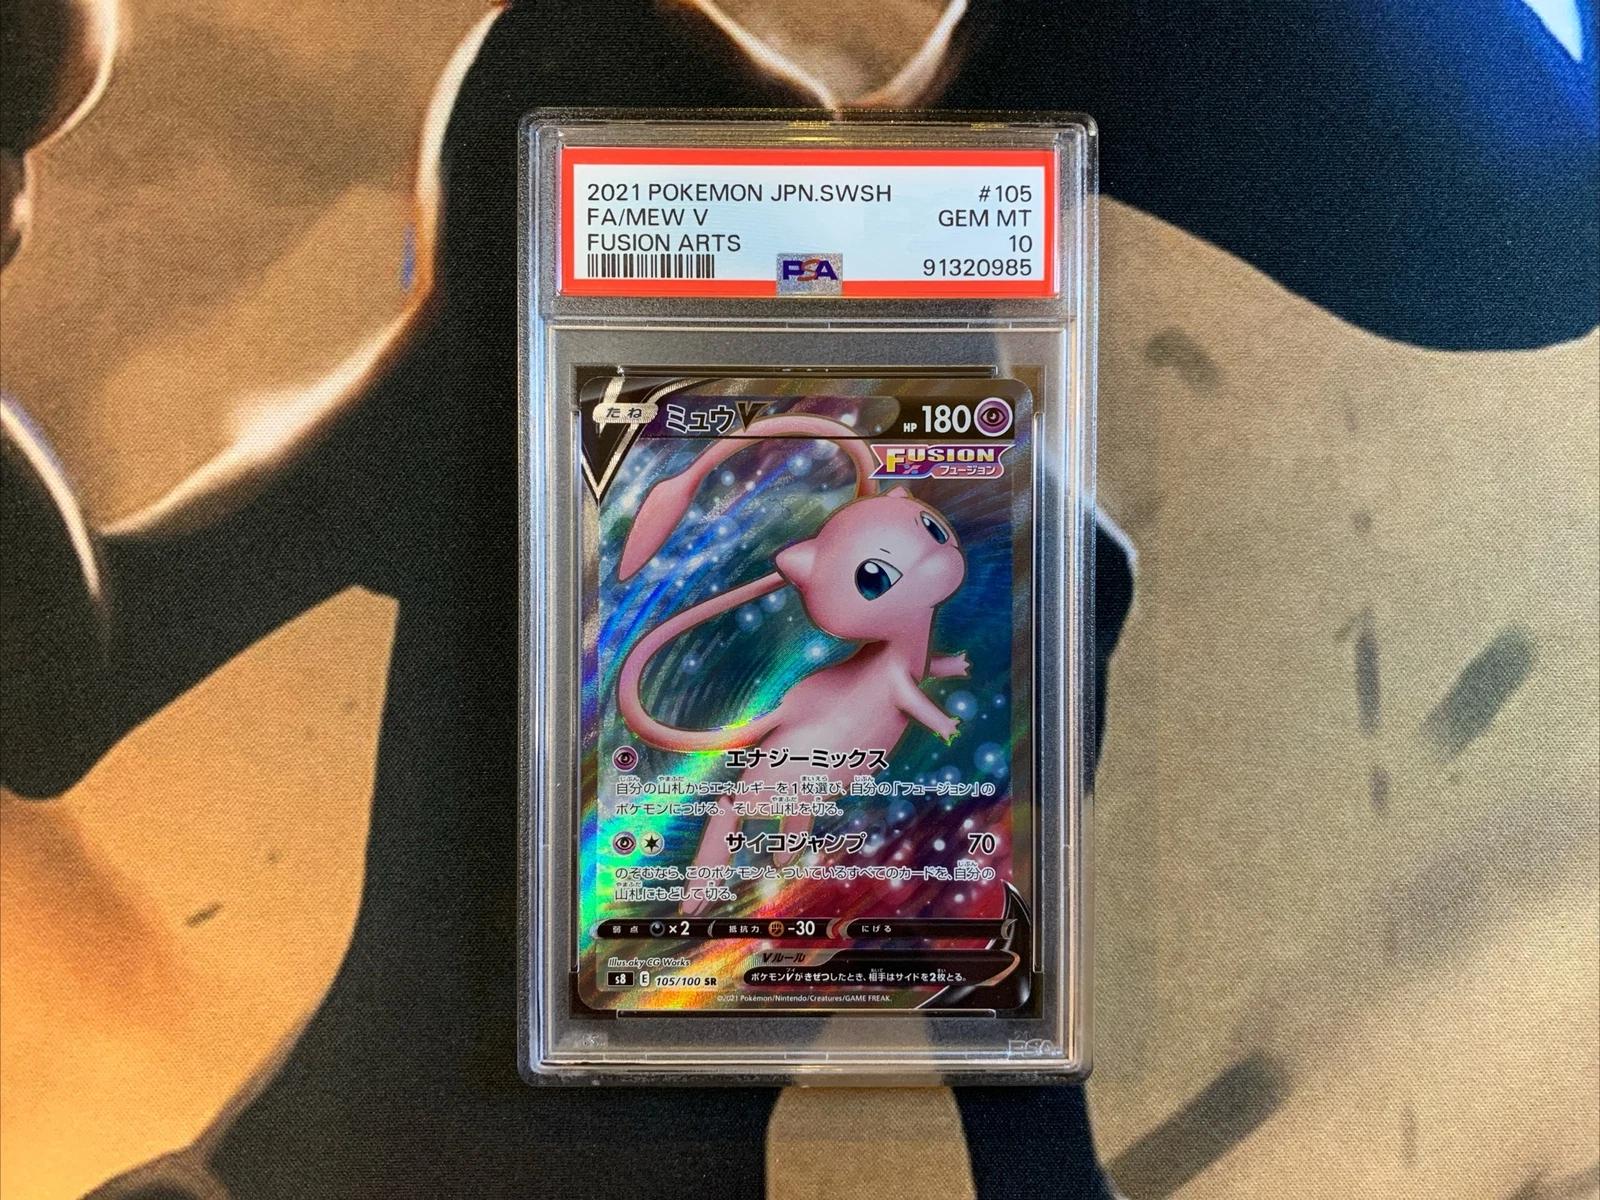 2021 POKEMON JPN.SWSH #105
FA/MEW V GEM MT
FUSION ARTS 10
PSA 91320985
たね ミュウV HP 180
FUSION
フュージョン
エナジーミックス
自分の山札からエネルギーを1枚選び、自分の「フュージョン」の
ポケモンにつける。そして山札を切る。
サイコジャンプ 70
のぞむなら、このポケモンと、ついているすべてのカードを、自分の
山札にもどして切る。
弱点 ×2 抵抗力 -30 にげる
Illus.aky CG Works Vルール
ポケモンVがきぜつしたとき、相手はサイドを2枚とる。
s8 E 105/100 SR
©2021 Pokémon/Nintendo/Creatures/GAME FREAK.
PSA